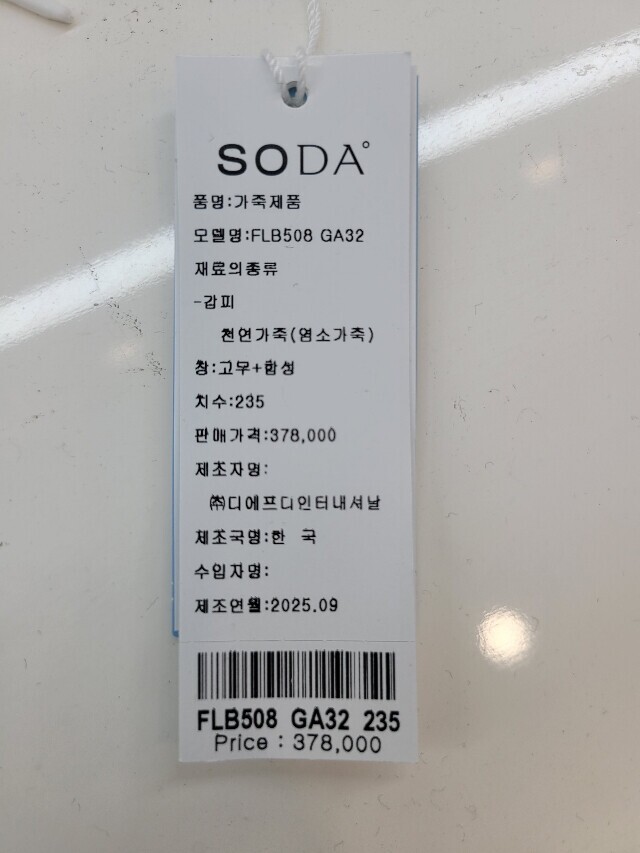 SODA°
품명:가죽제품
모델명:FLB508 GA32
재료의종류
-갑피
천연가죽(염소가죽)
창:고무+합성
치수:235
판매가격:378,000
제조자명:
㈜디에프디인터내셔날
제조국명:한 국
수입자명:
제조연월:2025.09
FLB508 GA32 235
Price : 378,000